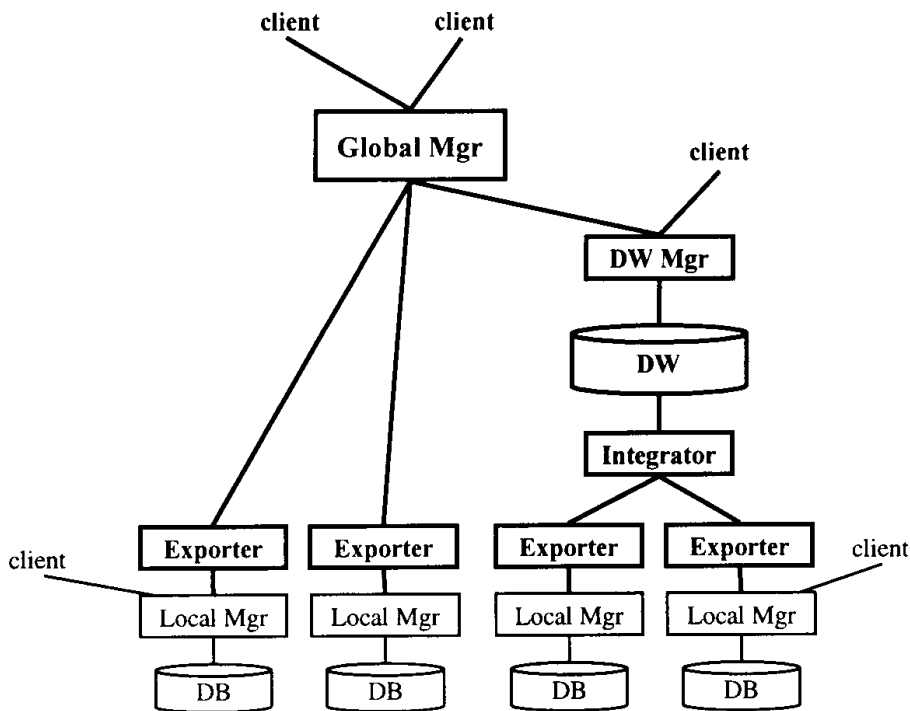 client
client
Global Mgr
client
DW Mgr
DW
Integrator
Exporter
Exporter
Exporter
Exporter
client
client
Local Mgr
Local Mgr
Local Mgr
Local Mgr
DB
DB
DB
DB